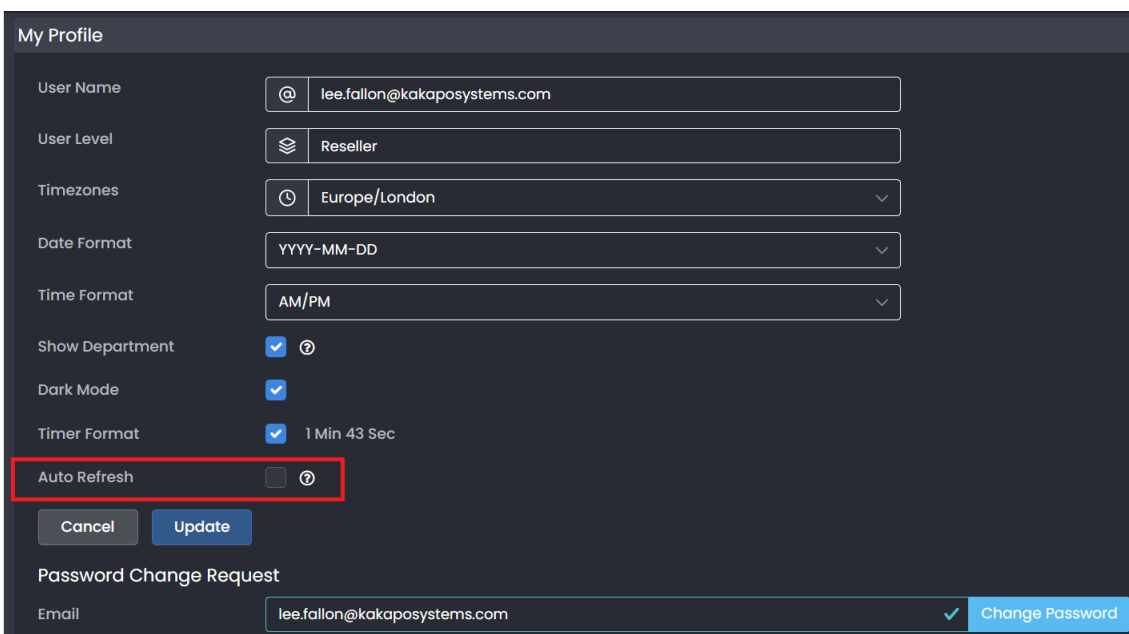 My Profile
User Name
@ lee.fallon@kakaposystems.com
User Level
Reseller
Timezones
Europe/London
Date Format
YYYY-MM-DD
Time Format
AM/PM
Show Department
?
Dark Mode
Timer Format
1 Min 43 Sec
Auto Refresh
?
Cancel Update
Password Change Request
Email
lee.fallon@kakaposystems.com
Change Password